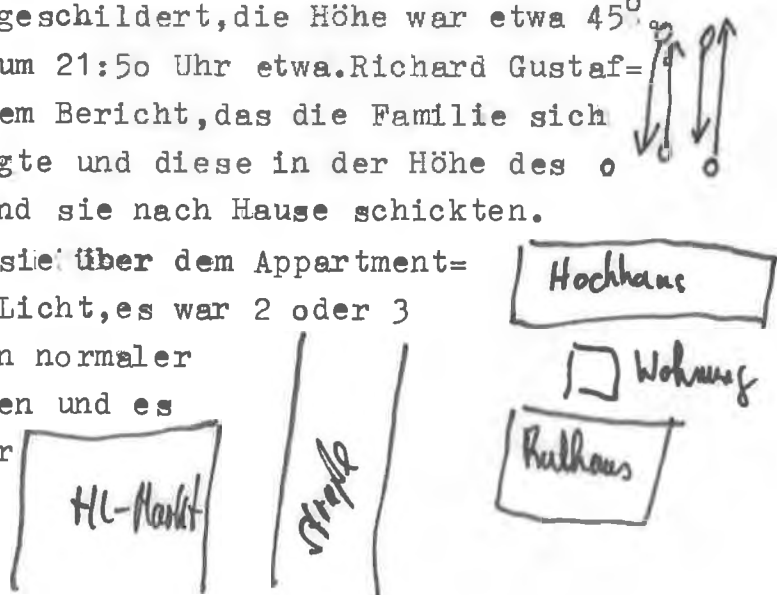 geschildert,die Höhe war etwa 45°
um 21:5o Uhr etwa.Richard Gustaf=
em Bericht,das die Familie sich
gte und diese in der Höhe des
nd sie nach Hause schickten.
sie über dem Appartment=
Licht,es war 2 oder 3
n normaler
en und es
r
Hochhaus
Wohnung
Rathaus
HL-Markt
Straße